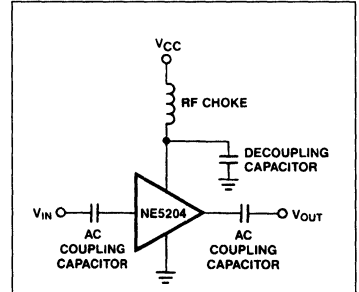 VCC
RF CHOKE
DECOUPLING
CAPACITOR
NE5204
VIN
VOUT
AC
COUPLING
CAPACITOR
AC
COUPLING
CAPACITOR